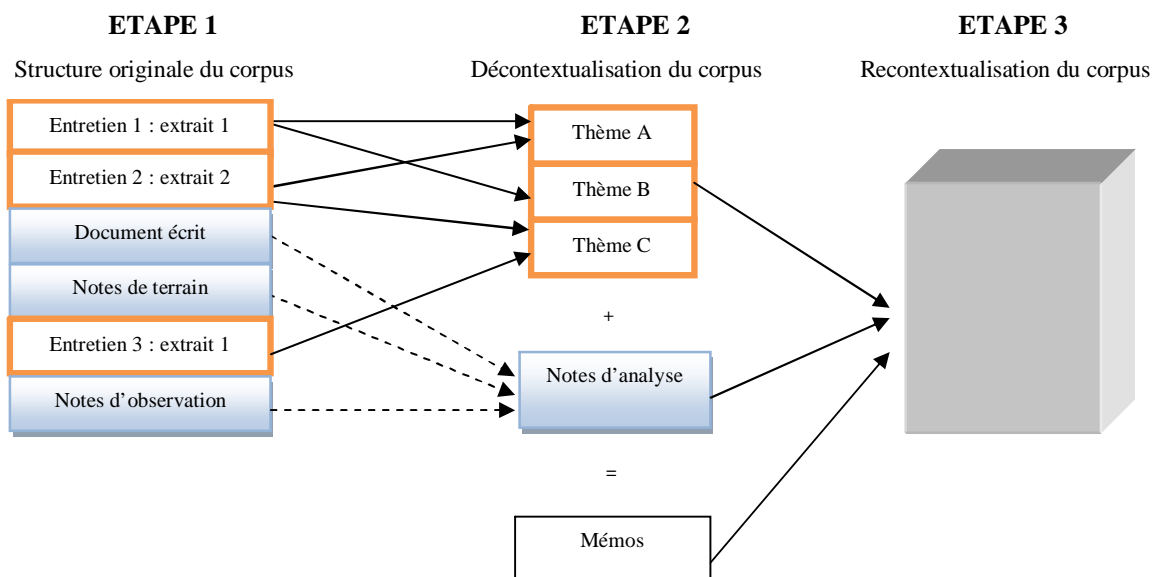 ETAPE 1
ETAPE 2
ETAPE 3
Structure originale du corpus
Décontextualisation du corpus
Recontextualisation du corpus
Entretien 1 : extrait 1
Entretien 2 : extrait 2
Document écrit
Notes de terrain
Entretien 3 : extrait 1
Notes d’observation
Thème A
Thème B
Thème C
+
Notes d’analyse
=
Mémos